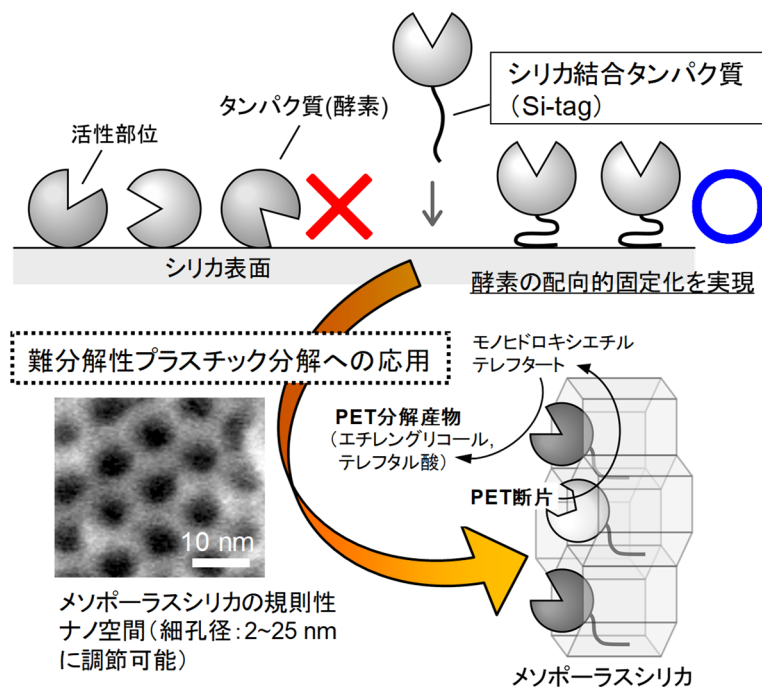 シリカ結合タンパク質
（Si-tag）
タンパク質(酵素)
活性部位
シリカ表面
酵素の配向的固定化を実現
難分解性プラスチック分解への応用
モノヒドロキシエチル
テレフタート
PET分解産物
（エチレングリコール，
テレフタル酸）
PET断片
10 nm
メソポーラスシリカの規則性
ナノ空間（細孔径：2~25 nm
に調節可能）
メソポーラスシリカ